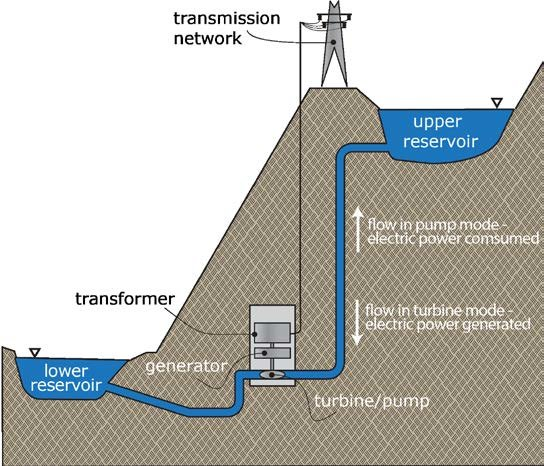 transmission
network
upper
reservoir
flow in pump mode -
electric power comsumed
transformer
flow in turbine mode -
electric power generated
generator
lower
reservoir
turbine/pump